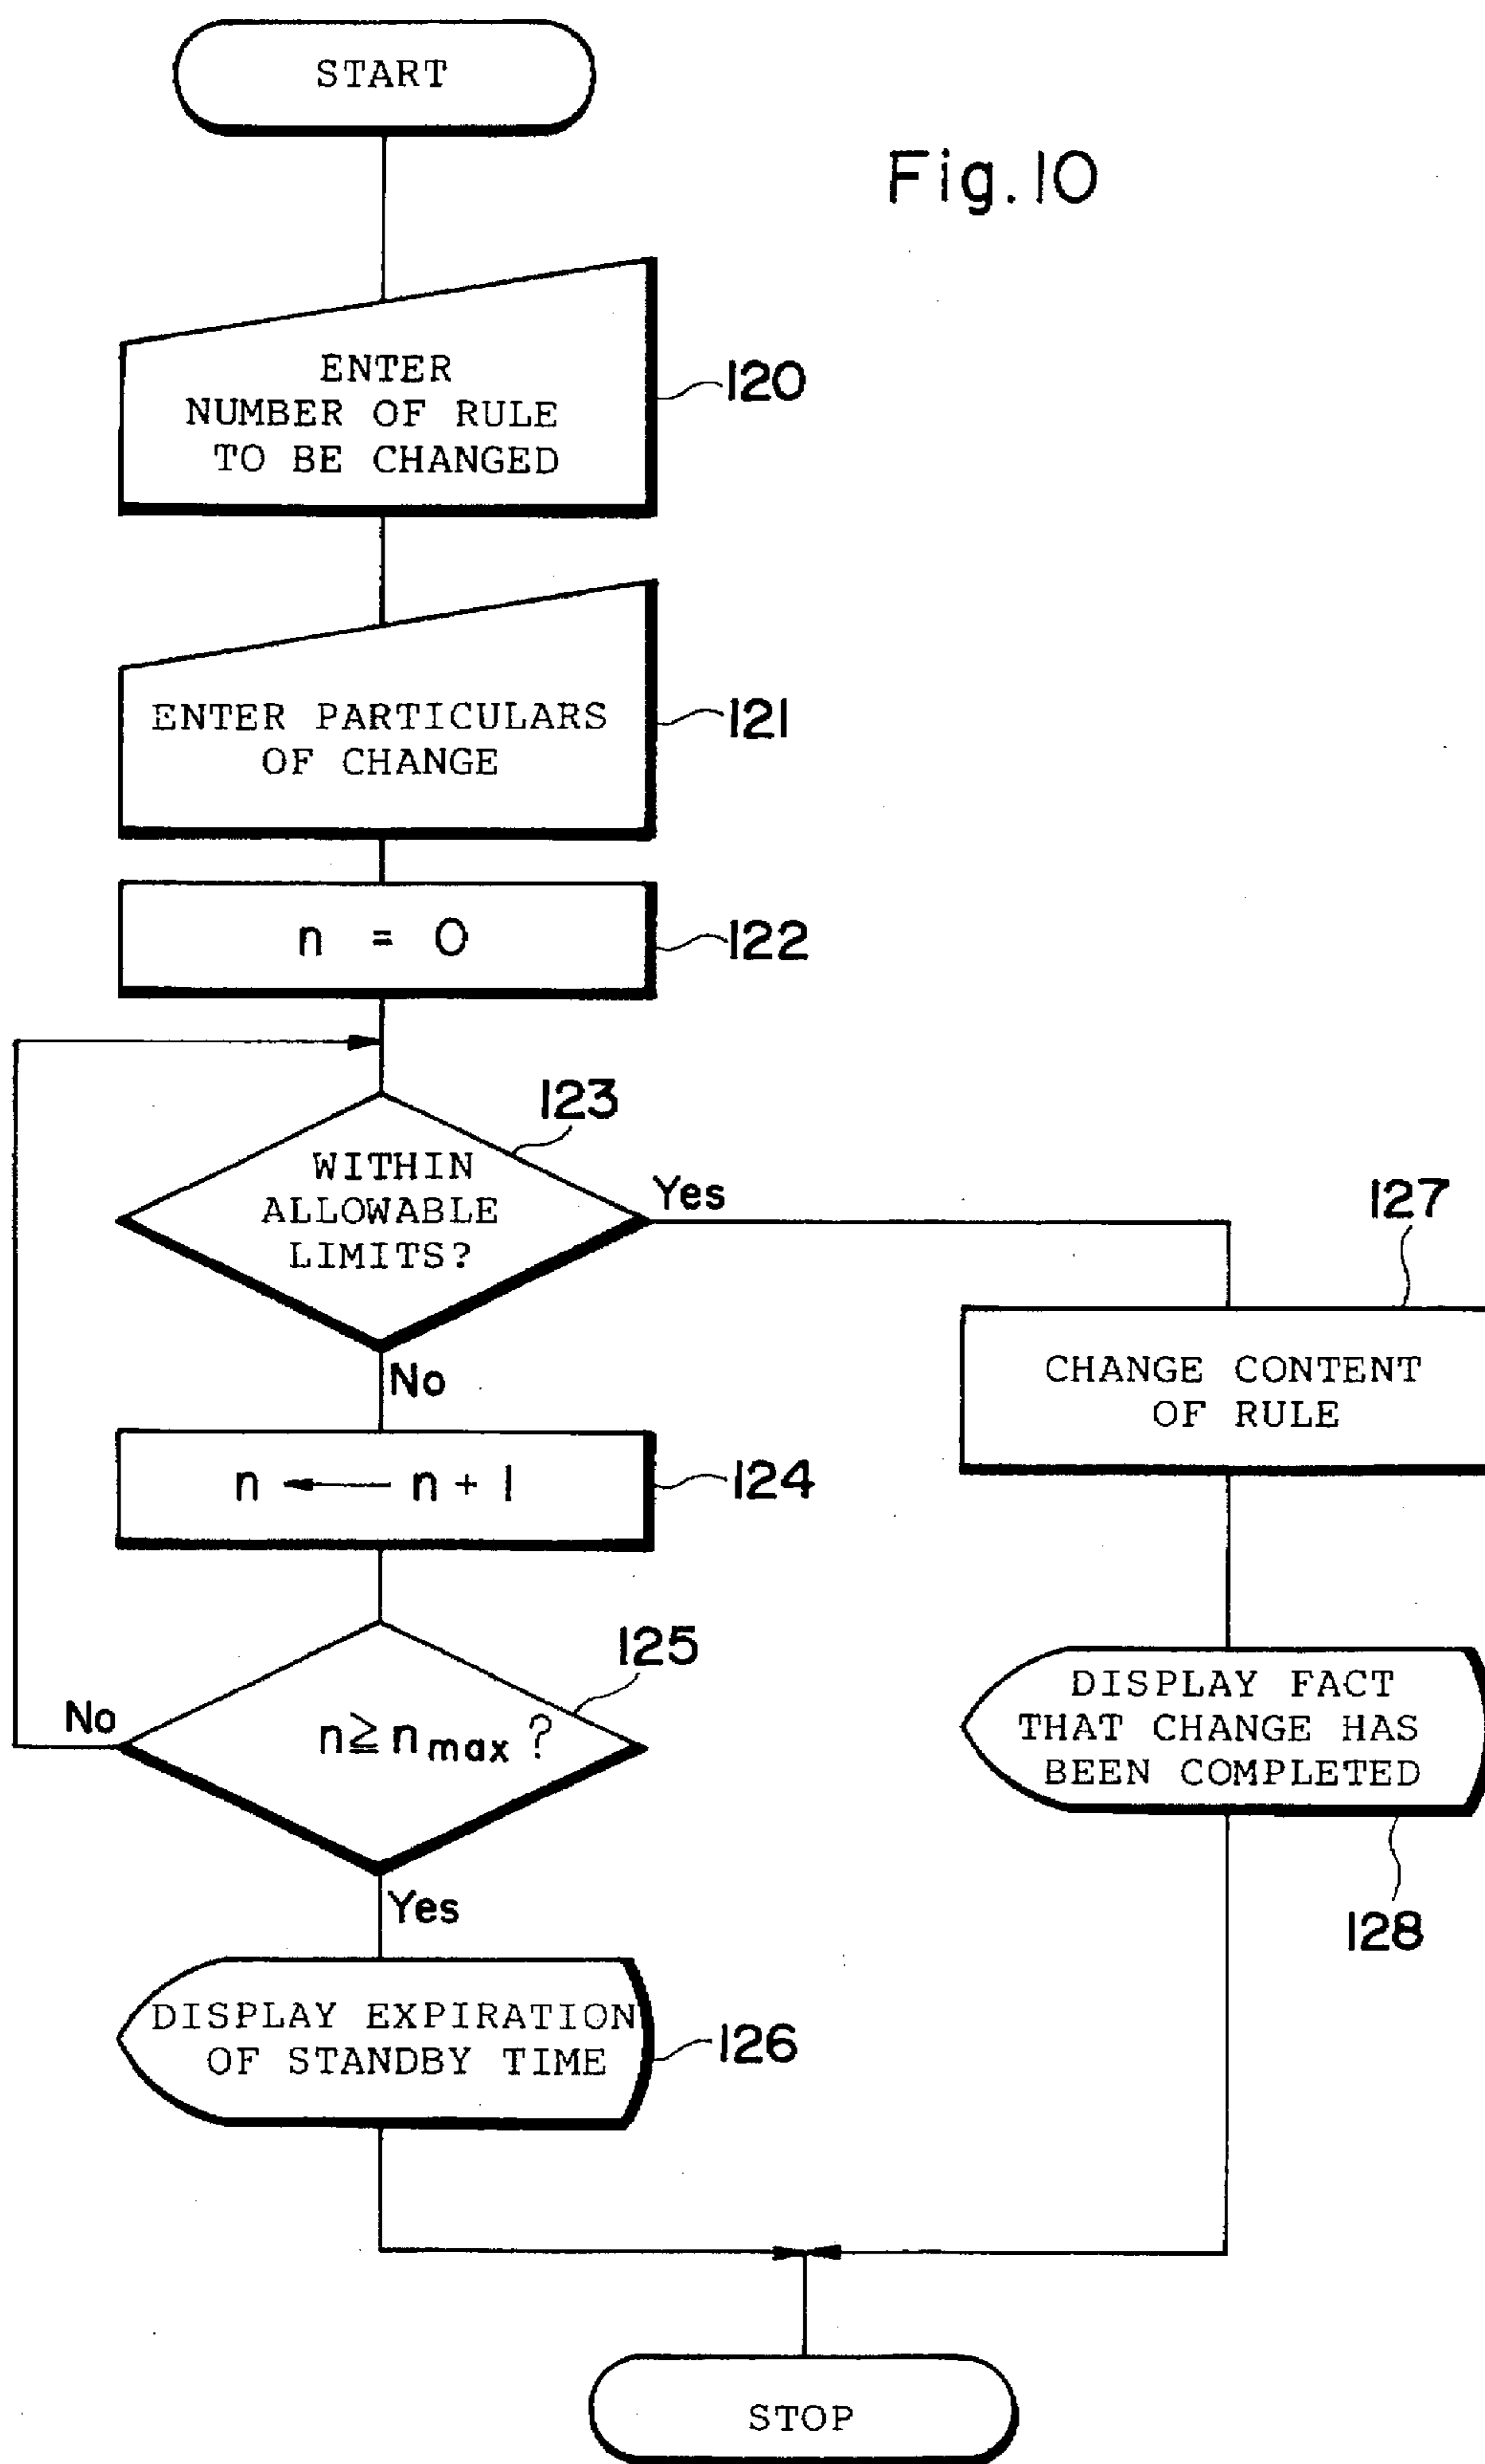 START
Fig. 10
ENTER
NUMBER OF RULE
TO BE CHANGED
120
ENTER PARTICULARS
OF CHANGE
121
n = 0
122
123
WITHIN
ALLOWABLE
LIMITS?
Yes
No
127
CHANGE CONTENT
OF RULE
n ← n + 1
124
125
n ≧ nmax ?
No
Yes
DISPLAY FACT
THAT CHANGE HAS
BEEN COMPLETED
128
DISPLAY EXPIRATION
OF STANDBY TIME
126
STOP